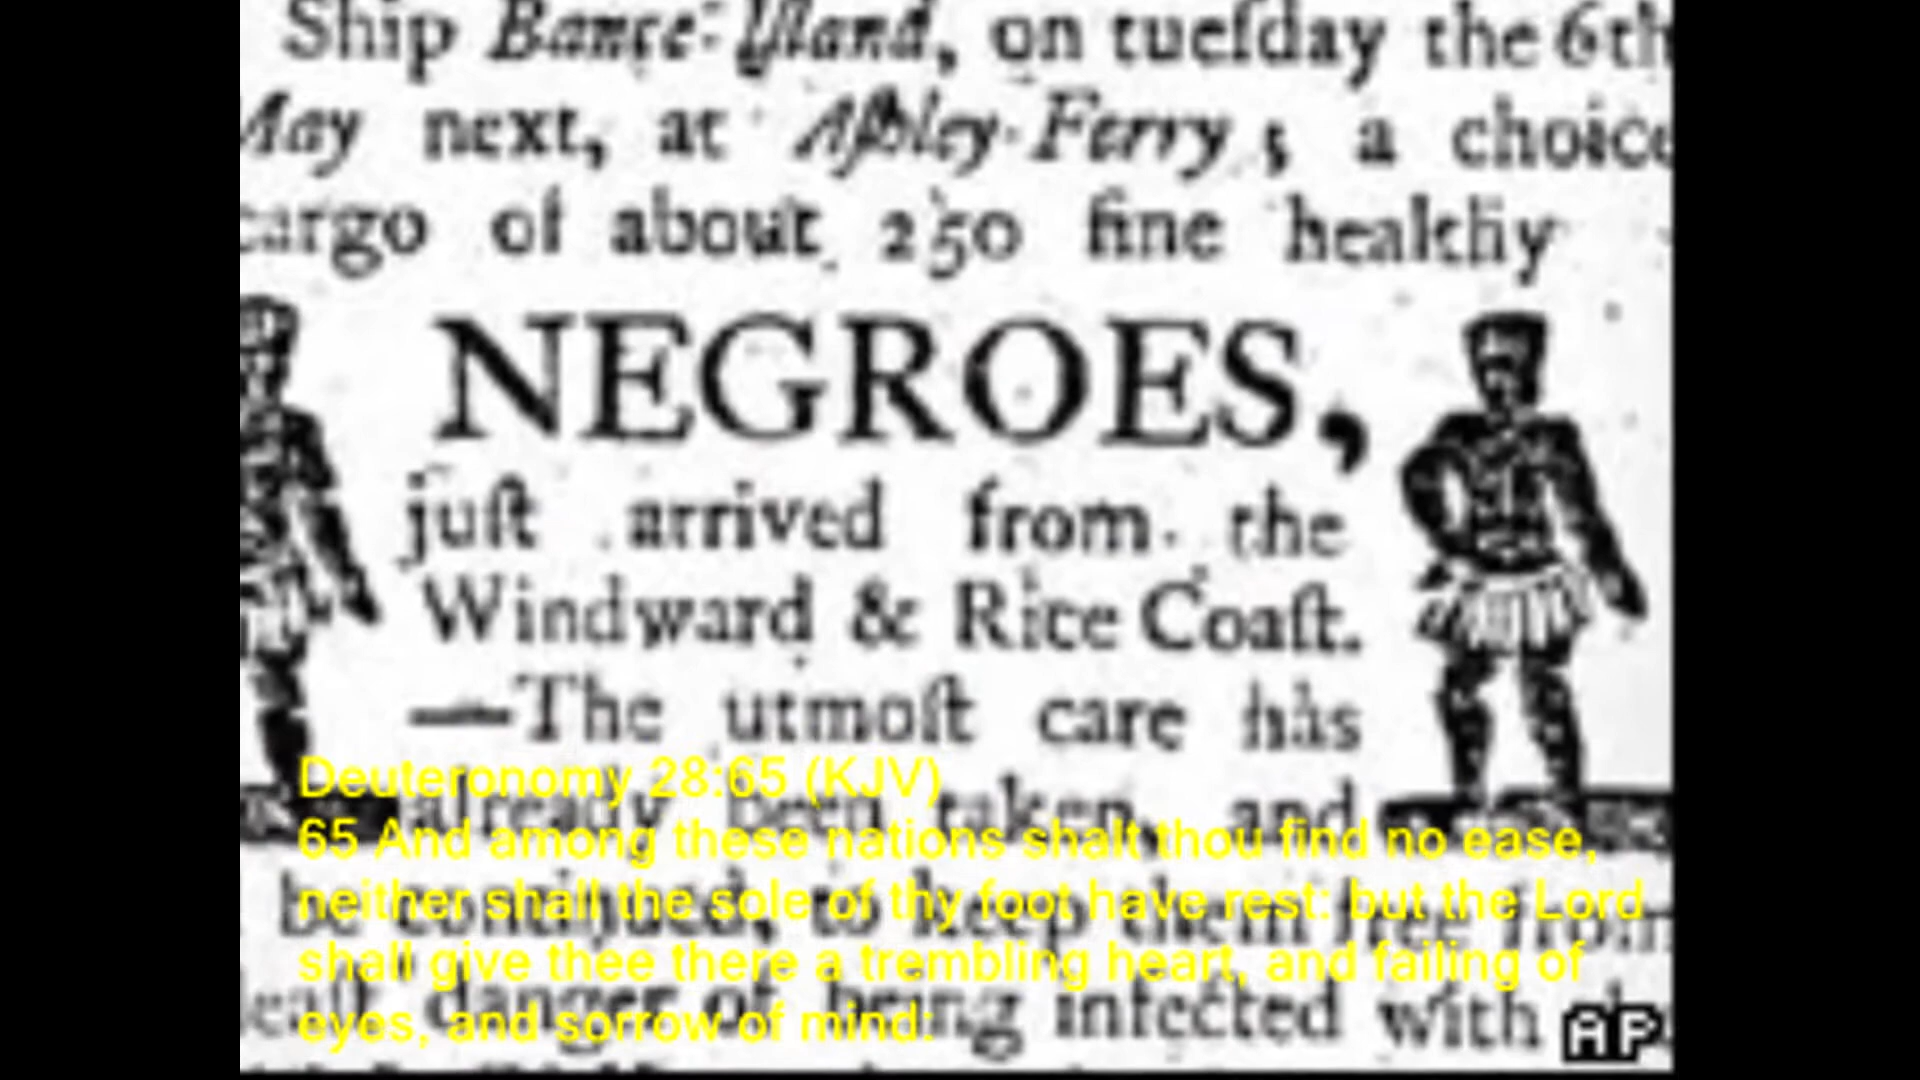 Ship Bance-Iſland, on tueſday the 6th
May next, at Aſhley-Ferry; a choice
cargo of about 250 fine healthy
NEGROES,
juſt arrived from the
Windward & Rice Coaſt.
—The utmoſt care has
already been taken, and
be continued, to keep them free from
leaſt danger of being infected with
Deuteronomy 28:65 (KJV)
65 And among these nations shalt thou find no ease,
neither shall the sole of thy foot have rest: but the Lord
shall give thee there a trembling heart, and failing of
eyes, and sorrow of mind:
AP